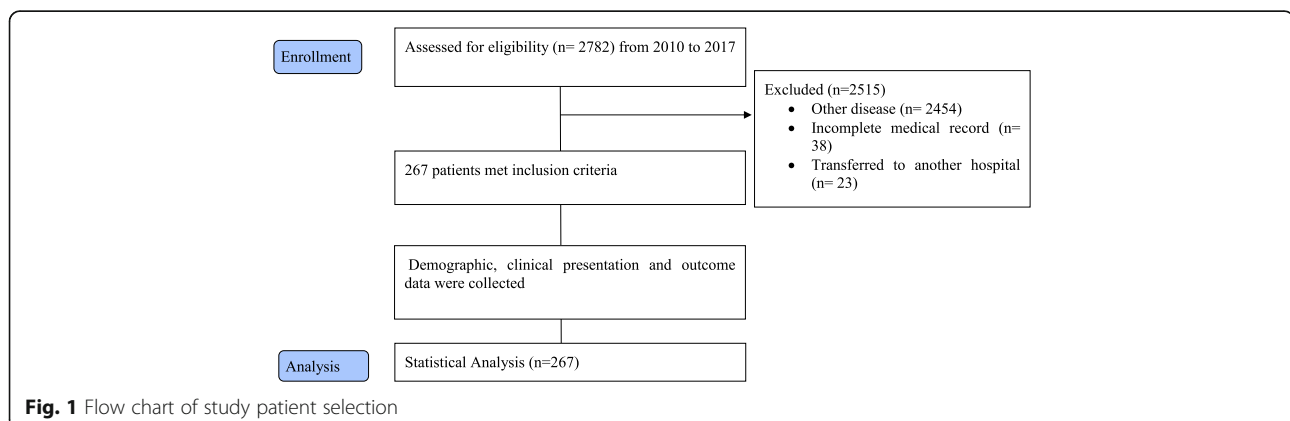 Enrollment
Assessed for eligibility (n= 2782) from 2010 to 2017
Excluded (n=2515)
• Other disease (n= 2454)
• Incomplete medical record (n=
38)
• Transferred to another hospital
(n= 23)
267 patients met inclusion criteria
Demographic, clinical presentation and outcome
data were collected
Analysis
Statistical Analysis (n=267)
Fig. 1 Flow chart of study patient selection